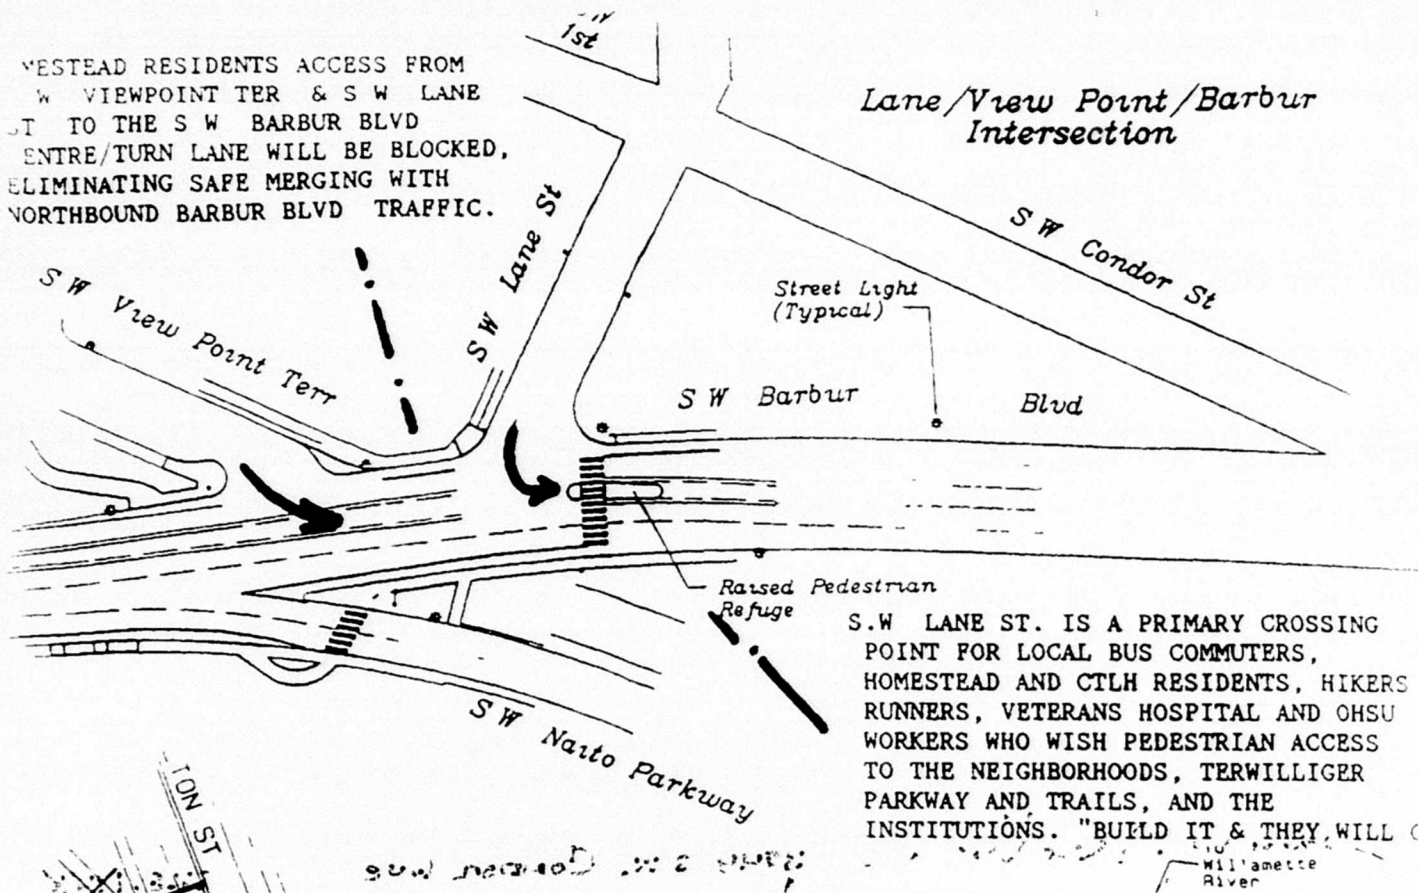 1st
Lane/View Point/Barbur
Intersection
RESIDENTS ACCESS FROM
W VIEWPOINT TER & S W LANE
TO THE S W BARBUR BLVD
ENTRE/TURN LANE WILL BE BLOCKED,
ELIMINATING SAFE MERGING WITH
NORTHBOUND BARBUR BLVD TRAFFIC.
S W Lane St
S W Condor St
S W View Point Terr
Street Light
(Typical)
S W Barbur Blvd
Raised Pedestrian
Refuge
S W Naito Parkway
S.W LANE ST. IS A PRIMARY CROSSING
POINT FOR LOCAL BUS COMMUTERS,
HOMESTEAD AND CTLH RESIDENTS, HIKERS
RUNNERS, VETERANS HOSPITAL AND OHSU
WORKERS WHO WISH PEDESTRIAN ACCESS
TO THE NEIGHBORHOODS, TERWILLIGER
PARKWAY AND TRAILS, AND THE
INSTITUTIONS. "BUILD IT & THEY WILL
TON ST
Willamette
River